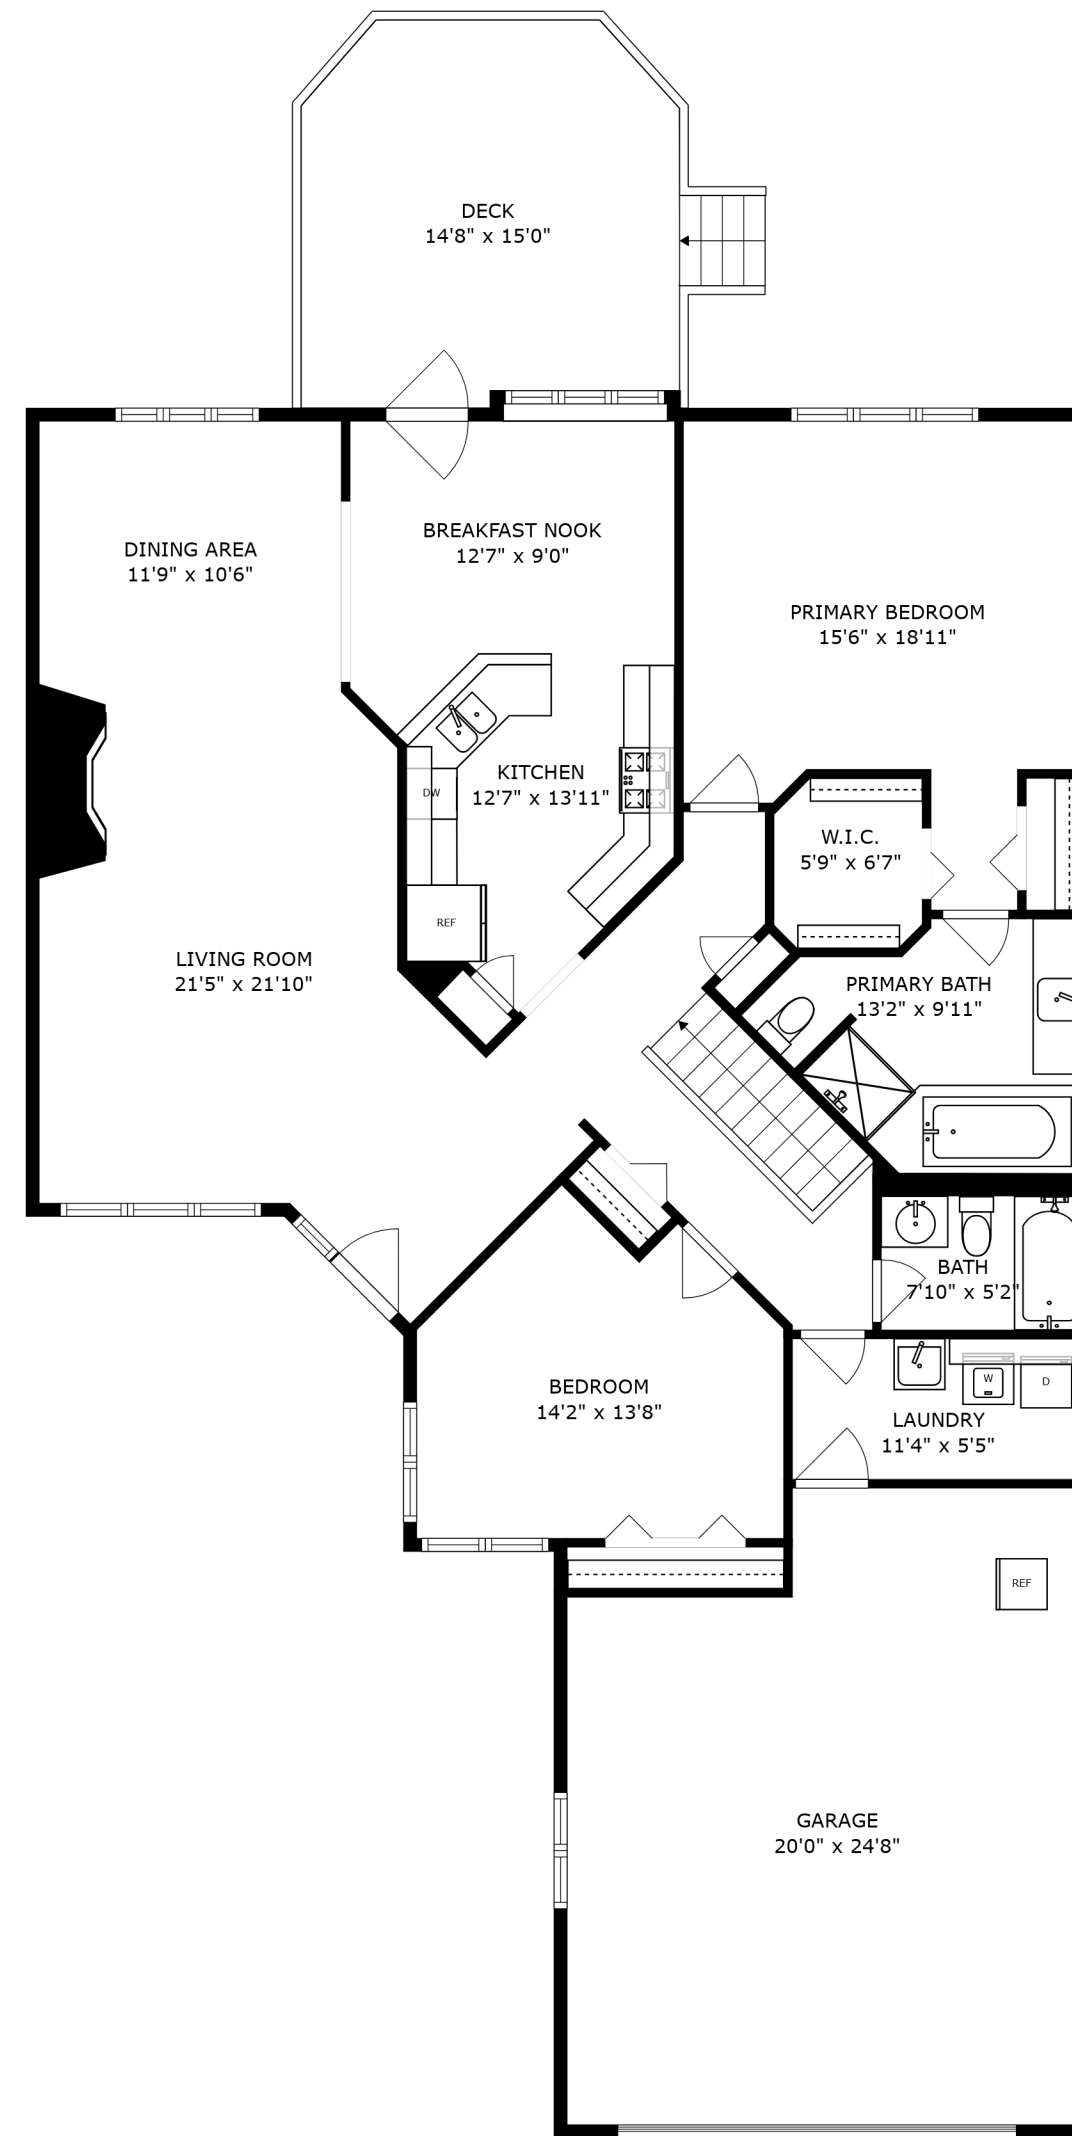 DECK
14'8" x 15'0"
BREAKFAST NOOK
12'7" x 9'0"
DINING AREA
11'9" x 10'6"
PRIMARY BEDROOM
15'6" x 18'11"
KITCHEN
12'7" x 13'11"
DW
W.I.C.
5'9" x 6'7"
REF
LIVING ROOM
21'5" x 21'10"
PRIMARY BATH
13'2" x 9'11"
BATH
7'10" x 5'2"
BEDROOM
14'2" x 13'8"
W
D
LAUNDRY
11'4" x 5'5"
REF
GARAGE
20'0" x 24'8"